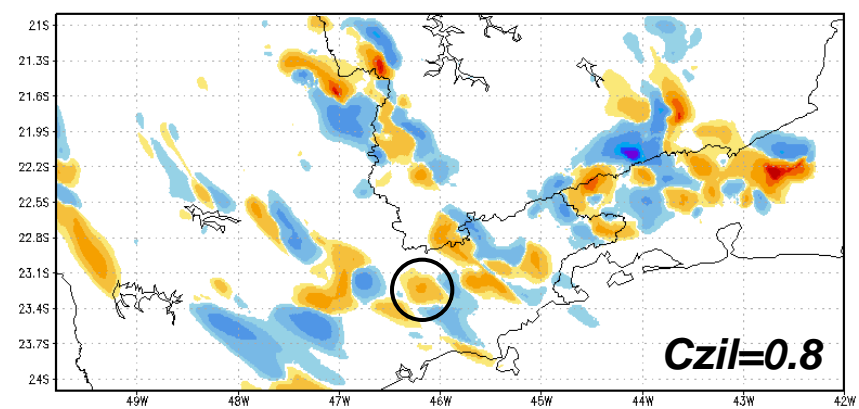 21S
21.3S
21.6S
21.9S
22.2S
22.5S
22.8S
23.1S
23.4S
23.7S
24S
Czil=0.8
49W 48W 47W 46W 45W 44W 43W 42W